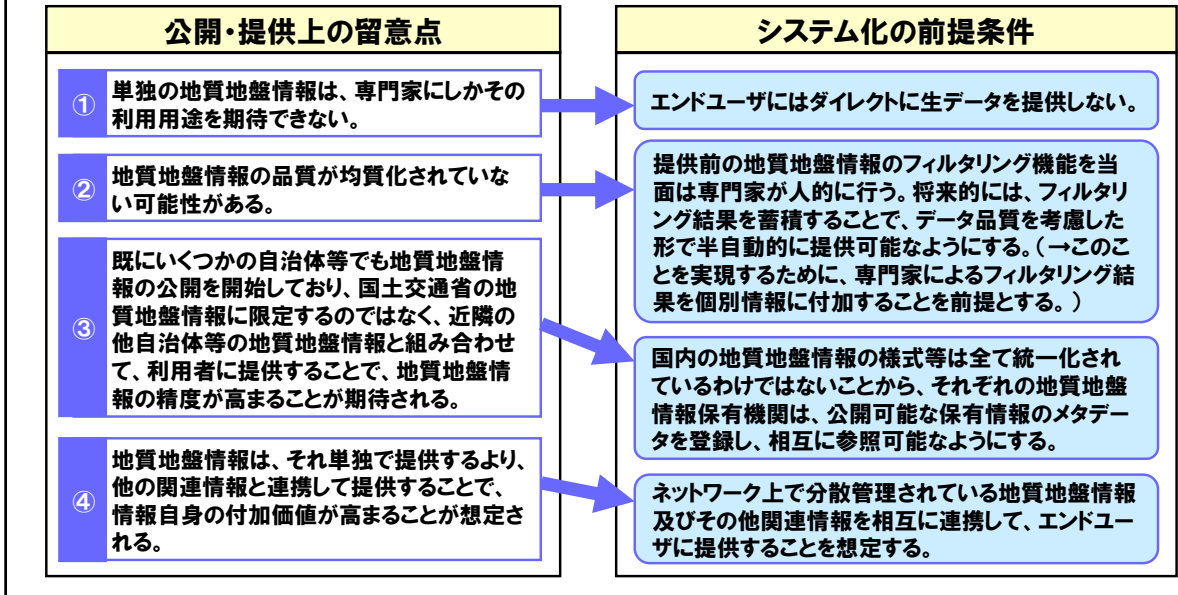 公開・提供上の留意点
① 単独の地質地盤情報は、専門家にしかその
利用用途を期待できない。
② 地質地盤情報の品質が均質化されていな
い可能性がある。
③ 既にいくつかの自治体等でも地質地盤情
報の公開を開始しており、国土交通省の地
質地盤情報に限定するのではなく、近隣の
他自治体等の地質地盤情報と組み合わせ
て、利用者に提供することで、地質地盤情
報の精度が高まることが期待される。
④ 地質地盤情報は、それ単独で提供するより、
他の関連情報と連携して提供することで、
情報自身の付加価値が高まることが想定さ
れる。
システム化の前提条件
エンドユーザにはダイレクトに生データを提供しない。
提供前の地質地盤情報のフィルタリング機能を当
面は専門家が人的に行う。将来的には、フィルタリ
ング結果を蓄積することで、データ品質を考慮した
形で半自動的に提供可能なようにする。（→このこ
とを実現するために、専門家によるフィルタリング結
果を個別情報に付加することを前提とする。）
国内の地質地盤情報の様式等は全て統一化され
ているわけではないことから、それぞれの地質地盤
情報保有機関は、公開可能な保有情報のメタデー
タを登録し、相互に参照可能なようにする。
ネットワーク上で分散管理されている地質地盤情報
及びその他関連情報を相互に連携して、エンドユー
ザに提供することを想定する。